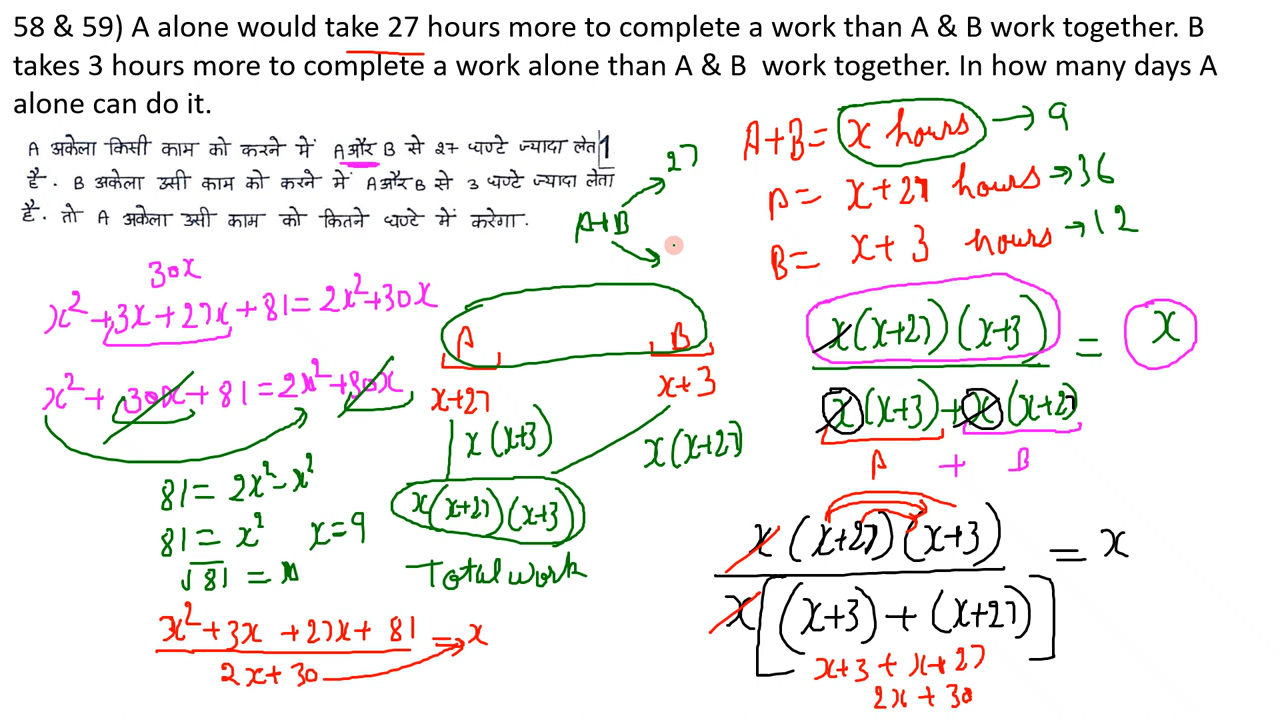 58 & 59) A alone would take 27 hours more to complete a work than A & B work together. B
takes 3 hours more to complete a work alone than A & B work together. In how many days A
alone can do it.
A अकेला किसी काम को करने में A और B से 27 घण्टे ज्यादा लेता 1
है. B अकेला उसी काम को करने में A और B से 3 घण्टे ज्यादा लेता
है. तो A अकेला उसी काम को कितने घण्टे में करेगा.
A+B= x hours → 9
A= x+27 hours → 36
B= x+3 hours → 12
27
A+B
30x
x²+3x+27x+81=2x²+30x
x²+30x+81=2x²+30x
81=2x²-x²
81=x² x=9
√81 =
x²+3x+27x+81 = x
2x+30
A B
x+27 x+3
x(x+3) x(x+27)
x(x+27)(x+3)
Total work
x(x+27)(x+3) = x
x(x+3)+x(x+27)
A + B
x(x+27)(x+3) = x
x[(x+3)+(x+27)]
x+3+x+27
2x+30